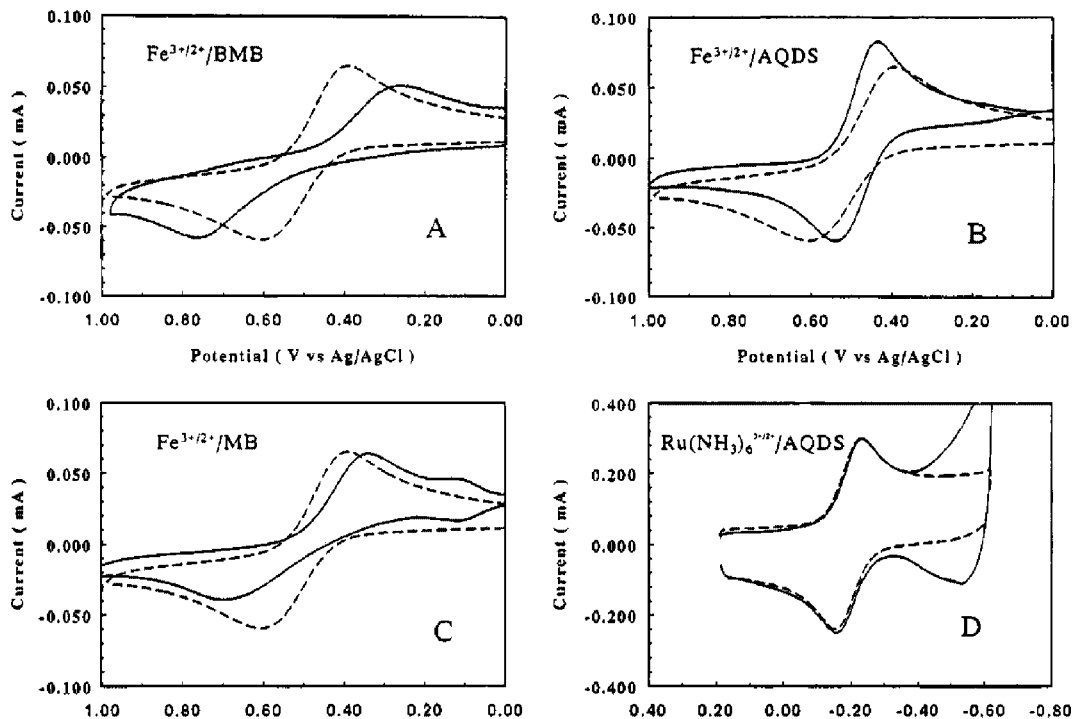 0.100
0.050
0.000
-0.050
-0.100
Current ( mA )
Fe3+/2+/BMB
A
1.00 0.80 0.60 0.40 0.20 0.00
Potential ( V vs Ag/AgCl )
0.100
0.050
0.000
-0.050
-0.100
Current ( mA )
Fe3+/2+/AQDS
B
1.00 0.80 0.60 0.40 0.20 0.00
Potential ( V vs Ag/AgCl )
0.100
0.050
0.000
-0.050
-0.100
Current ( mA )
Fe3+/2+/MB
C
1.00 0.80 0.60 0.40 0.20 0.00
0.400
0.200
0.000
-0.200
-0.400
Current ( mA )
Ru(NH3)6 3+/2+/AQDS
D
0.40 0.20 0.00 -0.20 -0.40 -0.60 -0.80